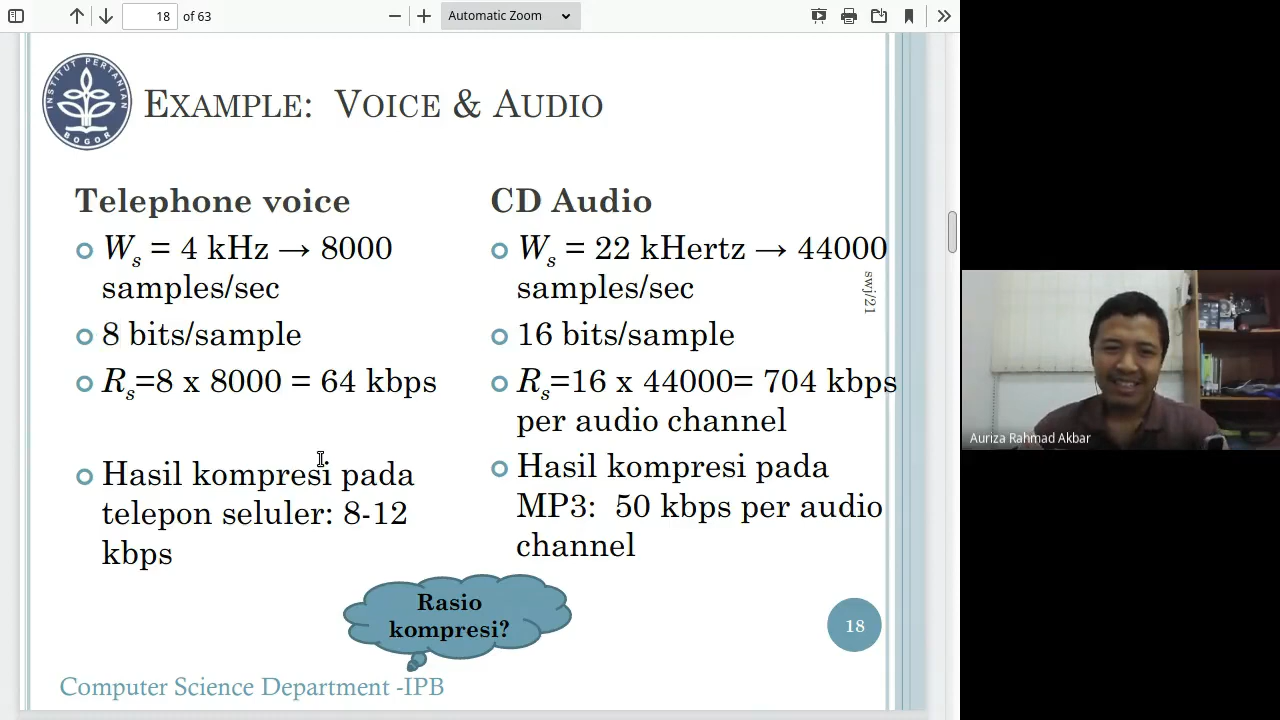 18
of 63
Automatic Zoom
INSTITUT PERTANIAN
BOGOR
EXAMPLE: VOICE & AUDIO
Telephone voice
Ws = 4 kHz → 8000
samples/sec
8 bits/sample
Rs=8 x 8000 = 64 kbps
Hasil kompresi pada
telepon seluler: 8-12
kbps
CD Audio
Ws = 22 kHertz → 44000
samples/sec
16 bits/sample
Rs=16 x 44000= 704 kbps
per audio channel
Hasil kompresi pada
MP3: 50 kbps per audio
channel
swj/21
Rasio
kompresi?
18
Computer Science Department -IPB
Auriza Rahmad Akbar